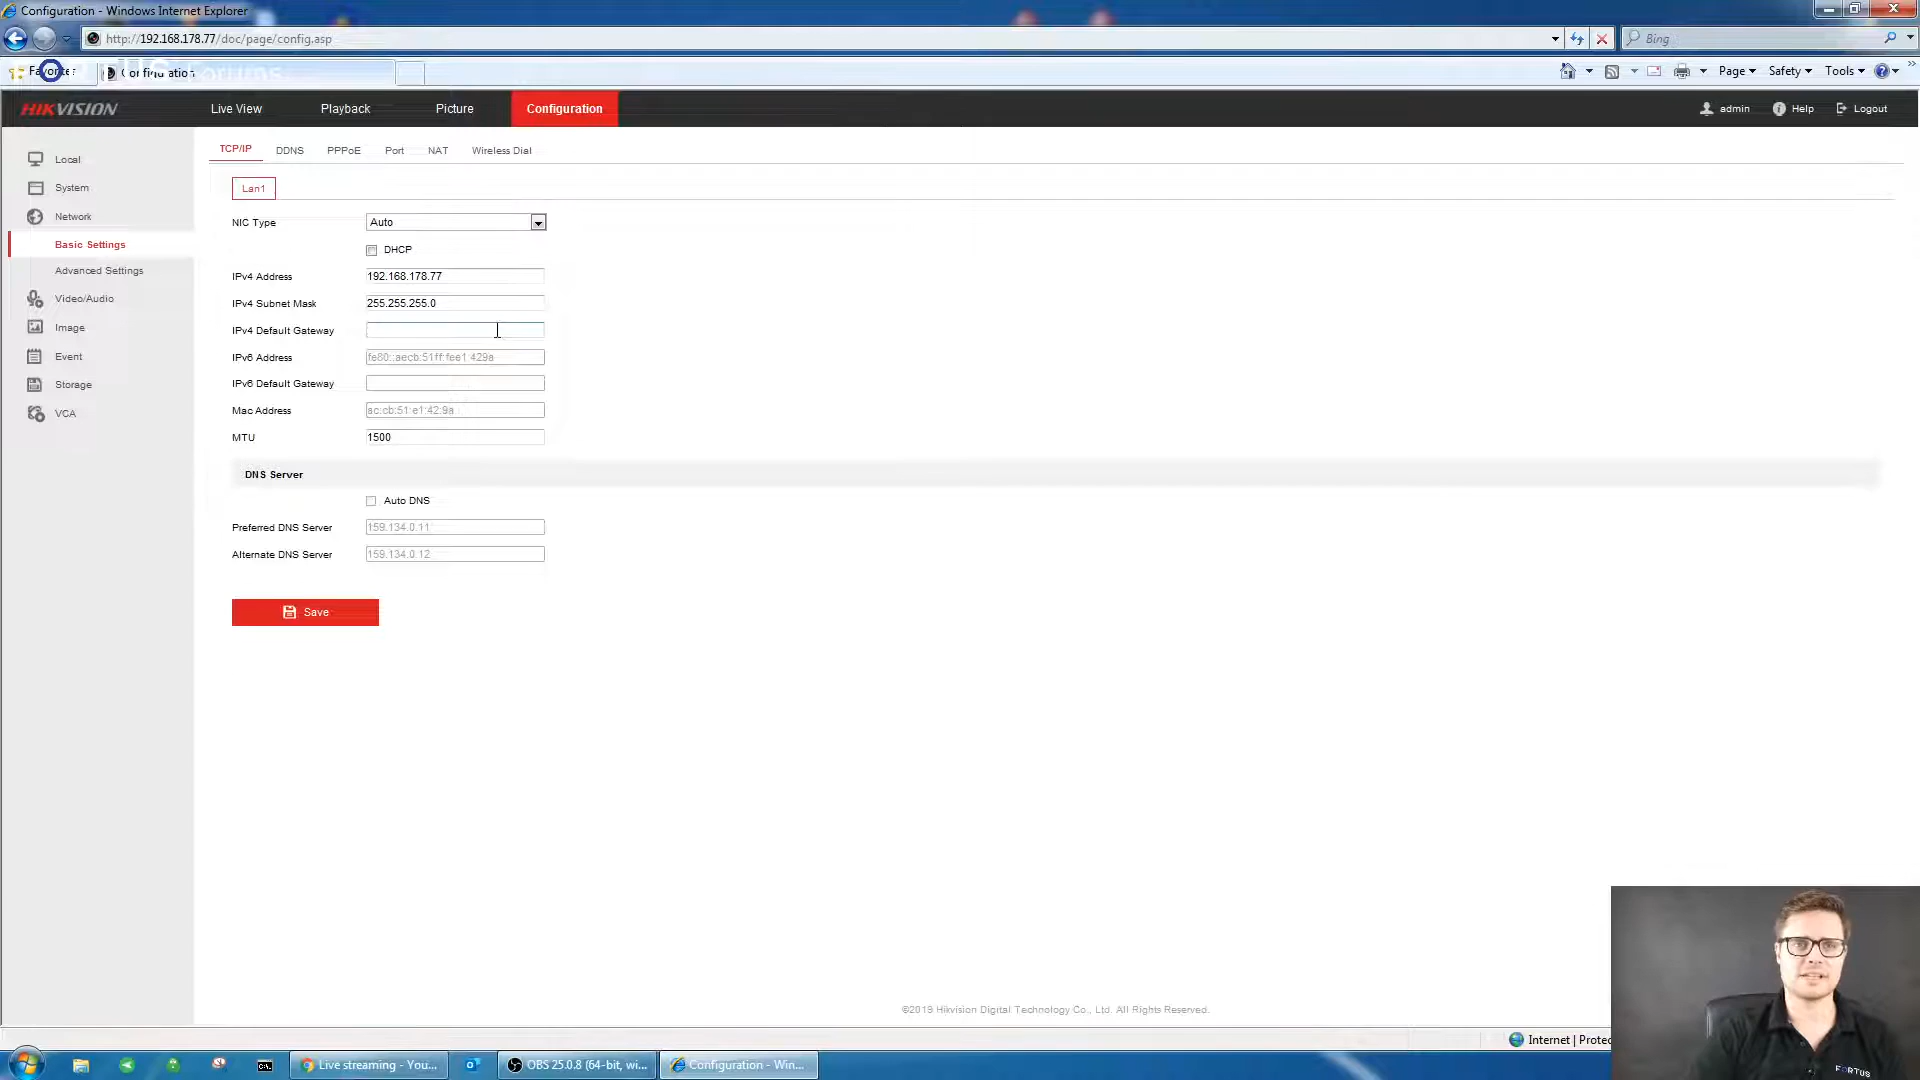 Configuration - Windows Internet Explorer
http://192.168.178.77/doc/page/config.asp
Bing
Favorites
Configuration
Forums
Page
Safety
Tools
HIKVISION
Live View
Playback
Picture
Configuration
admin
Help
Logout
Local
System
Network
Basic Settings
Advanced Settings
Video/Audio
Image
Event
Storage
VCA
TCP/IP
DDNS
PPPoE
Port
NAT
Wireless Dial
Lan1
NIC Type
Auto
DHCP
IPv4 Address
192.168.178.77
IPv4 Subnet Mask
255.255.255.0
IPv4 Default Gateway
IPv6 Address
fe80::aecb:51ff:fee1:429a
IPv6 Default Gateway
Mac Address
ac:cb:51:e1:42:9a
MTU
1500
DNS Server
Auto DNS
Preferred DNS Server
159.134.0.11
Alternate DNS Server
159.134.0.12
Save
©2019 Hikvision Digital Technology Co., Ltd. All Rights Reserved.
Internet | Protec
FORTUS
Live streaming - You...
OBS 25.0.8 (64-bit, wi...
Configuration - Win...